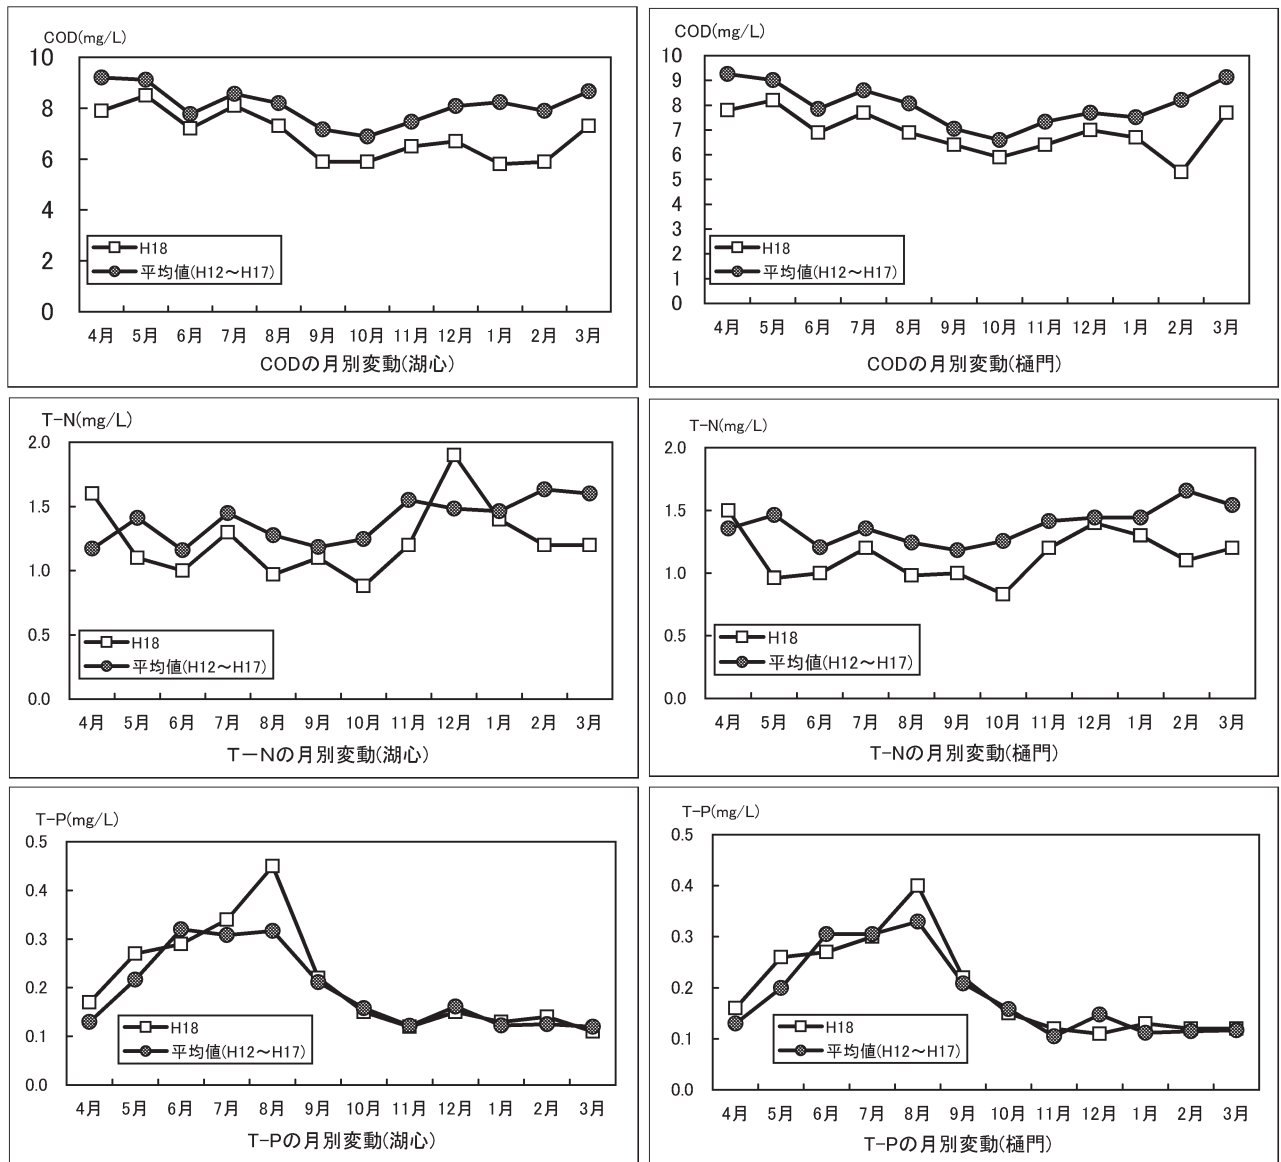 COD(mg/L)
10
8
6
4
2
0
H18
平均値(H12～H17)
4月 5月 6月 7月 8月 9月 10月 11月 12月 1月 2月 3月
CODの月別変動(湖心)
COD(mg/L)
10
9
8
7
6
5
4
3
2
1
0
H18
平均値(H12～H17)
4月 5月 6月 7月 8月 9月 10月 11月 12月 1月 2月 3月
CODの月別変動(樋門)
T-N(mg/L)
2.0
1.5
1.0
0.5
0.0
H18
平均値(H12～H17)
4月 5月 6月 7月 8月 9月 10月 11月 12月 1月 2月 3月
T－Nの月別変動(湖心)
T-N(mg/L)
2.0
1.5
1.0
0.5
0.0
H18
平均値(H12～H17)
4月 5月 6月 7月 8月 9月 10月 11月 12月 1月 2月 3月
T-Nの月別変動(樋門)
T-P(mg/L)
0.5
0.4
0.3
0.2
0.1
0.0
H18
平均値(H12～H17)
4月 5月 6月 7月 8月 9月 10月 11月 12月 1月 2月 3月
T-Pの月別変動(湖心)
T-P(mg/L)
0.5
0.4
0.3
0.2
0.1
0.0
H18
平均値(H12～H17)
4月 5月 6月 7月 8月 9月 10月 11月 12月 1月 2月 3月
T-Pの月別変動(樋門)